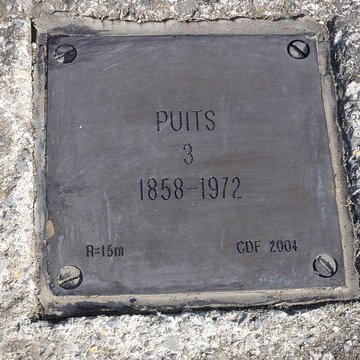 PUITS
3
1858-1972
R=15m CDF 2004